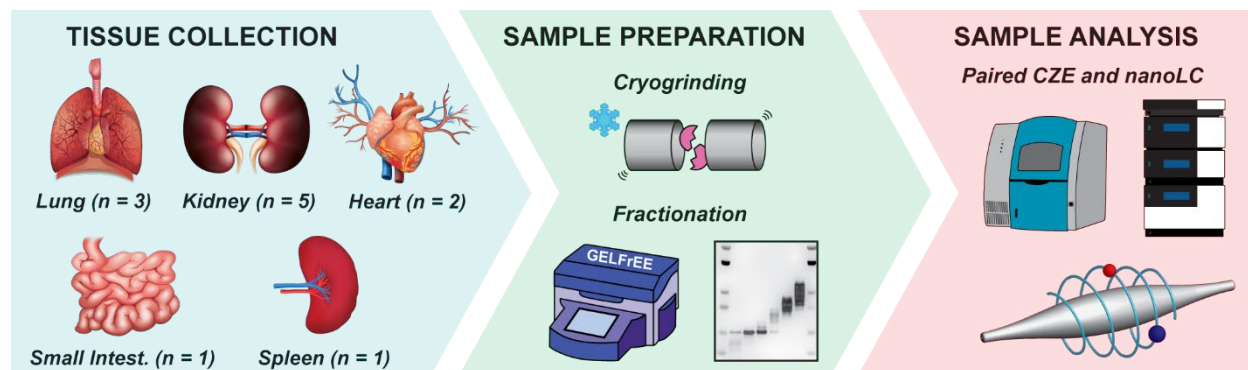 TISSUE COLLECTION
Lung (n = 3)
Kidney (n = 5)
Heart (n = 2)
Small Intest. (n = 1)
Spleen (n = 1)
SAMPLE PREPARATION
Cryogrinding
Fractionation
GELFrEE
SAMPLE ANALYSIS
Paired CZE and nanoLC